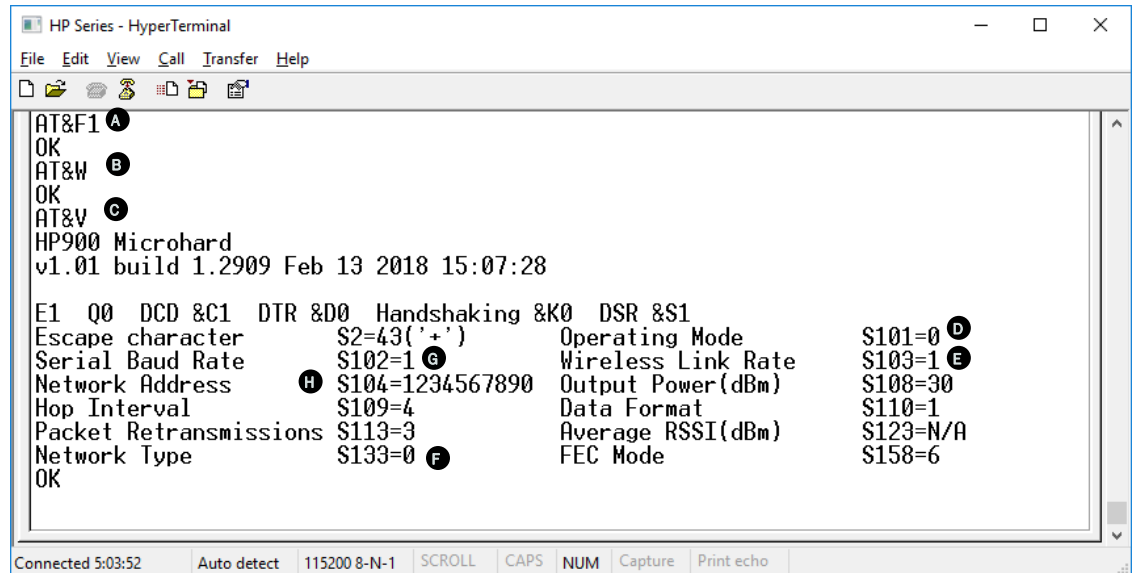 HP Series - HyperTerminal
File Edit View Call Transfer Help
AT&F1 A
OK
AT&W B
OK
AT&V C
HP900 Microhard
v1.01 build 1.2909 Feb 13 2018 15:07:28
E1 Q0 DCD &C1 DTR &D0 Handshaking &K0 DSR &S1
Escape character S2=43('+') Operating Mode S101=0 D
Serial Baud Rate S102=1 G Wireless Link Rate S103=1 E
Network Address H S104=1234567890 Output Power(dBm) S108=30
Hop Interval S109=4 Data Format S110=1
Packet Retransmissions S113=3 Average RSSI(dBm) S123=N/A
Network Type S133=0 F FEC Mode S158=6
OK
Connected 5:03:52 Auto detect 115200 8-N-1 SCROLL CAPS NUM Capture Print echo